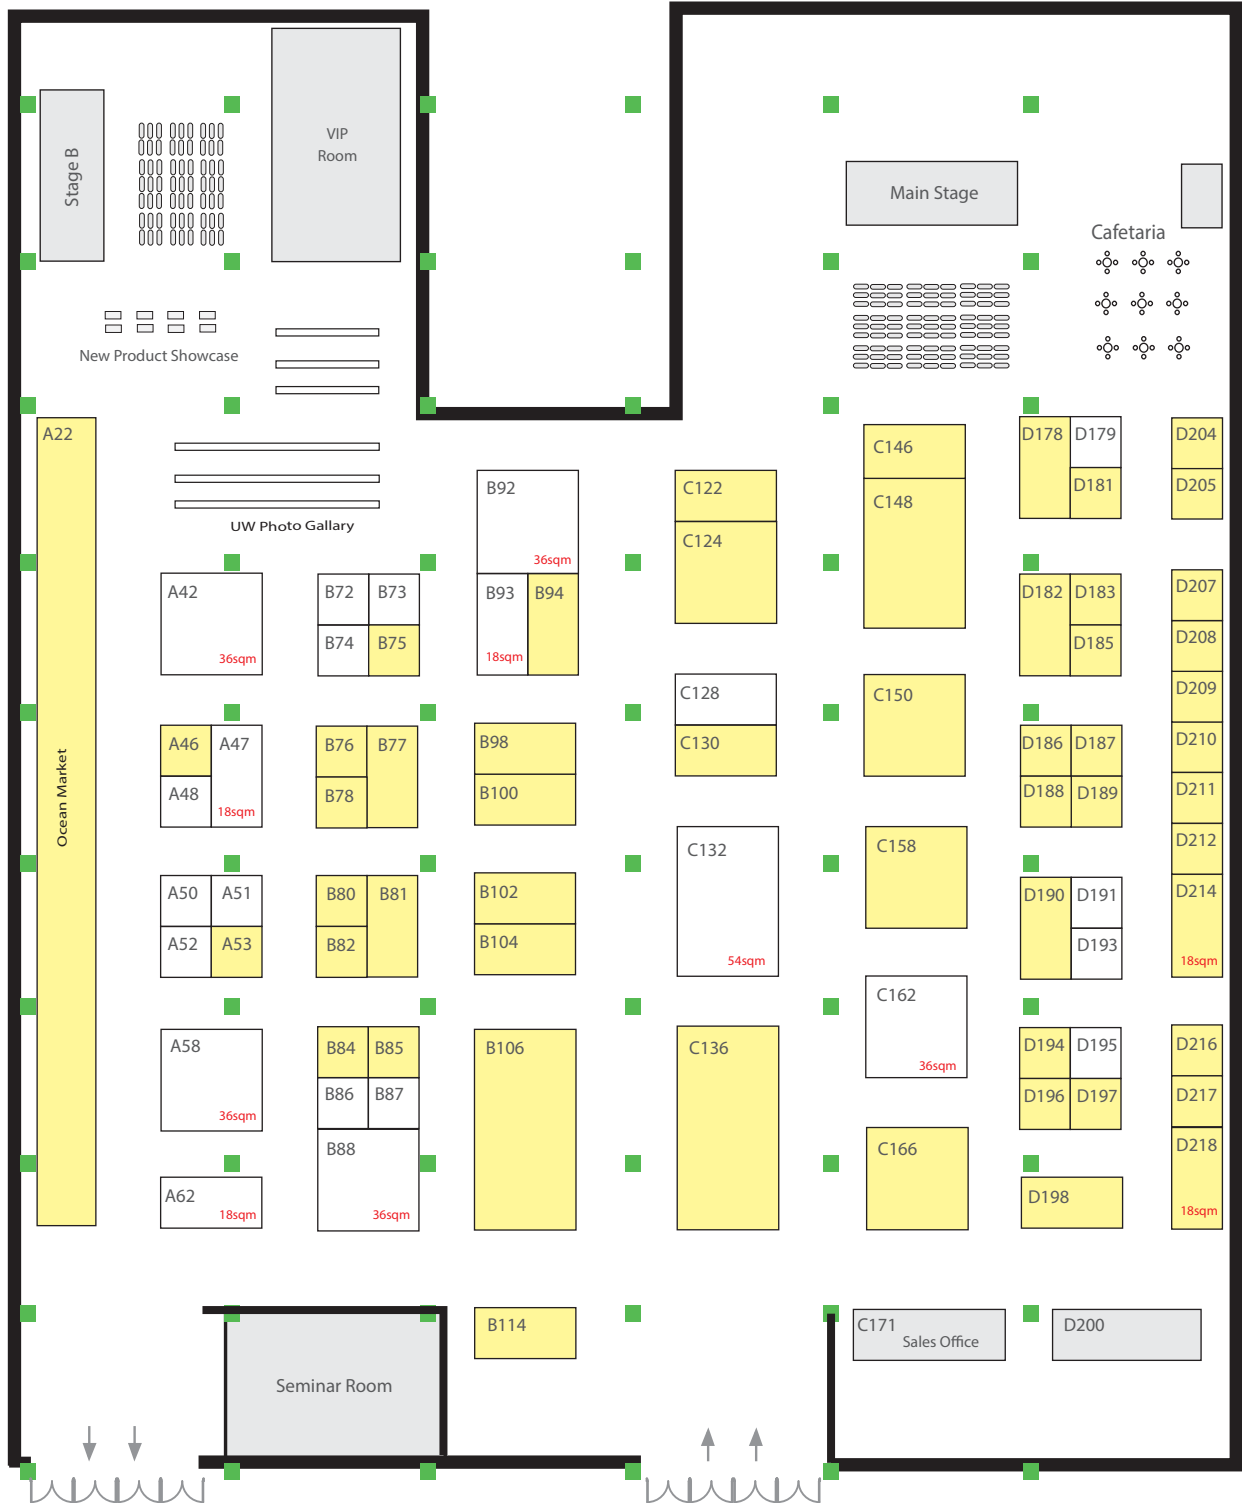 Stage B
VIP
Room
Main Stage
Cafetaria
New Product Showcase
UW Photo Gallary
A22
Ocean Market
A42
36sqm
A46
A47
A48
18sqm
A50
A51
A52
A53
A58
36sqm
A62
18sqm
B72
B73
B74
B75
B76
B77
B78
B80
B81
B82
B84
B85
B86
B87
B88
36sqm
B92
36sqm
B93
B94
18sqm
B98
B100
B102
B104
B106
B114
C122
C124
C128
C130
C132
54sqm
C136
C146
C148
C150
C158
C162
36sqm
C166
D178
D179
D181
D182
D183
D185
D186
D187
D188
D189
D190
D191
D193
D194
D195
D196
D197
D198
D204
D205
D207
D208
D209
D210
D211
D212
D214
18sqm
D216
D217
D218
18sqm
Seminar Room
C171
Sales Office
D200